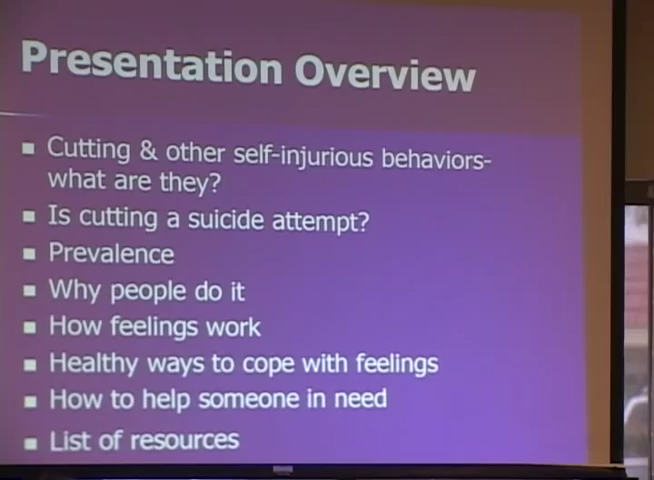 Presentation Overview
Cutting & other self-injurious behaviors-
what are they?
Is cutting a suicide attempt?
Prevalence
Why people do it
How feelings work
Healthy ways to cope with feelings
How to help someone in need
List of resources